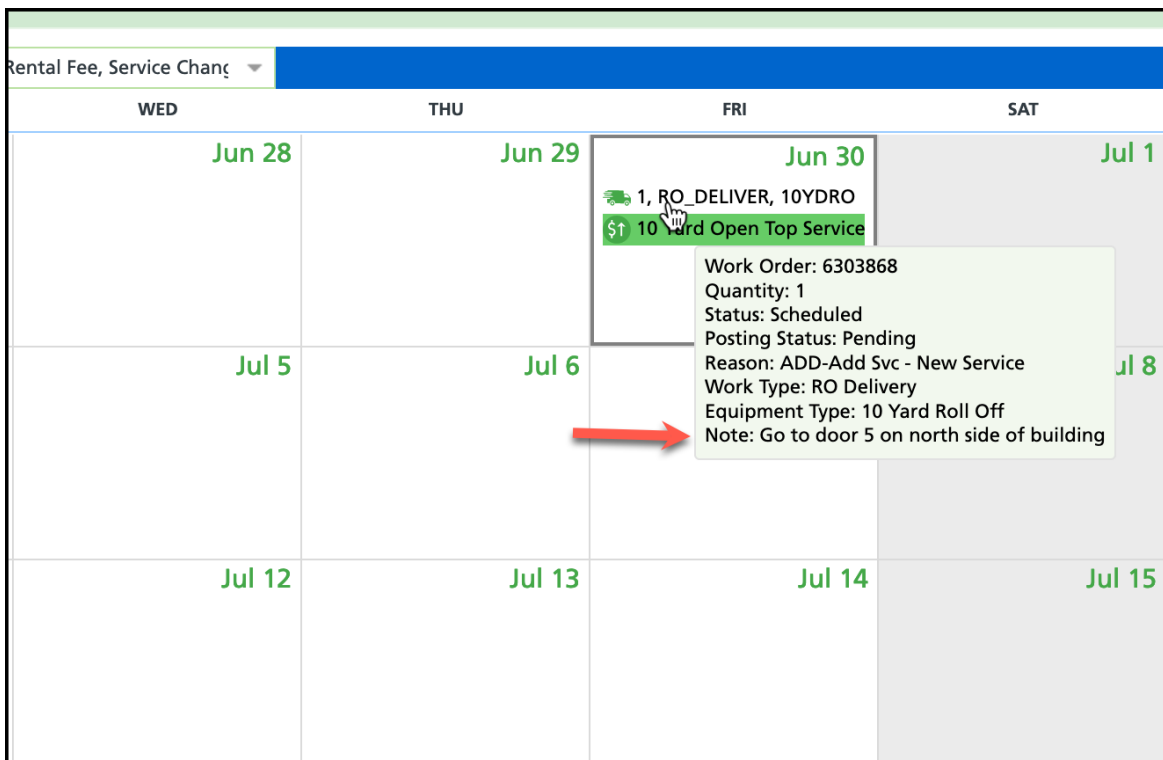 Rental Fee, Service Chang
WED THU FRI SAT
Jun 28 Jun 29 Jun 30 Jul 1
1, RO_DELIVER, 10YDRO
$↑ 10 Yard Open Top Service
Work Order: 6303868
Quantity: 1
Status: Scheduled
Posting Status: Pending
Reason: ADD-Add Svc - New Service
Work Type: RO Delivery
Equipment Type: 10 Yard Roll Off
Note: Go to door 5 on north side of building
Jul 5 Jul 6 Jul 8
Jul 12 Jul 13 Jul 14 Jul 15